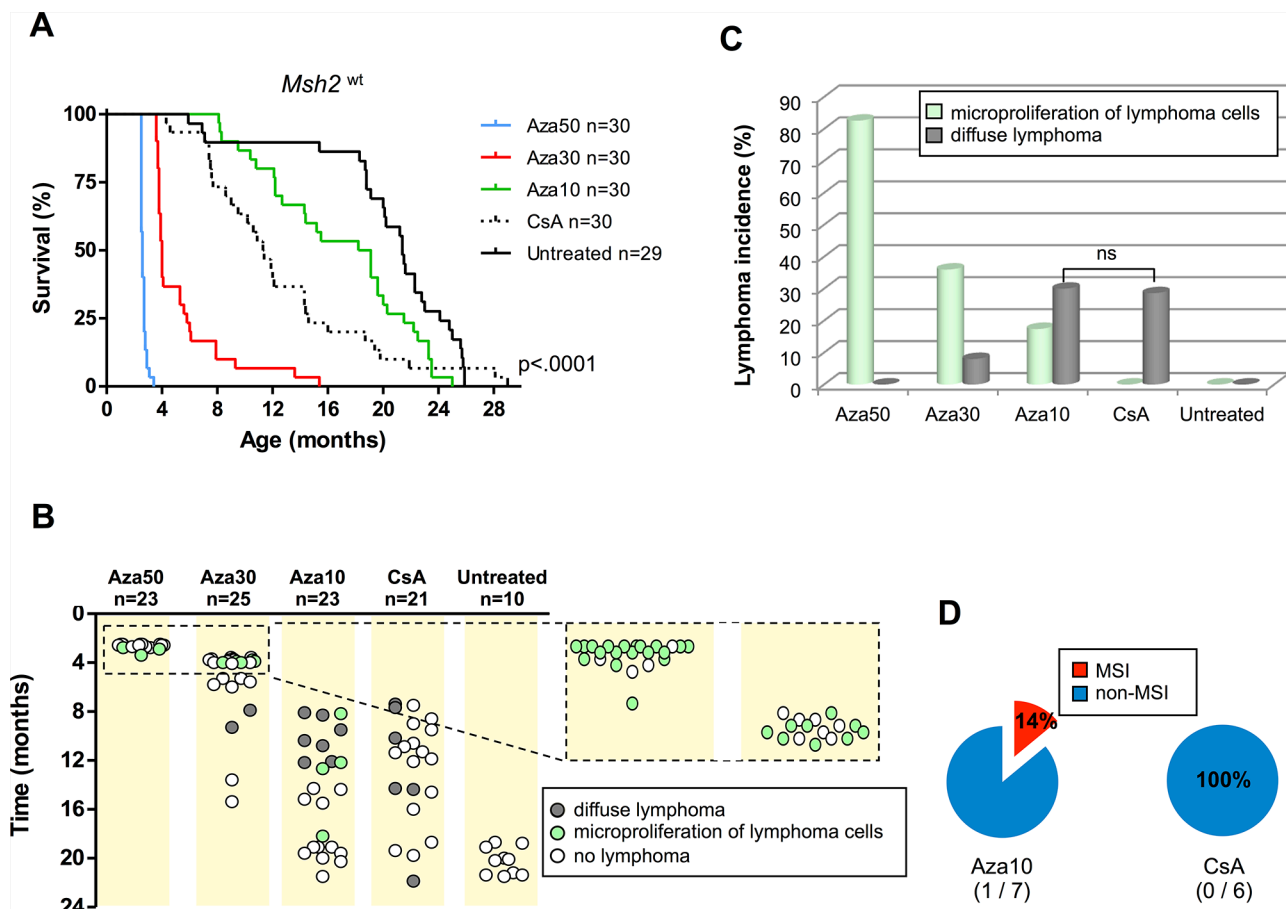 A
Msh2 wt
100
75
50
25
0
Survival (%)
0 4 8 12 16 20 24 28
Age (months)
Aza50 n=30
Aza30 n=30
Aza10 n=30
CsA n=30
Untreated n=29
p<.0001
C
90
80
70
60
50
40
30
20
10
0
Lymphoma incidence (%)
microproliferation of lymphoma cells
diffuse lymphoma
ns
Aza50 Aza30 Aza10 CsA Untreated
B
Aza50 Aza30 Aza10 CsA Untreated
n=23 n=25 n=23 n=21 n=10
0
4
8
12
16
20
24
Time (months)
diffuse lymphoma
microproliferation of lymphoma cells
no lymphoma
D
MSI
non-MSI
14%
100%
Aza10 CsA
(1 / 7) (0 / 6)